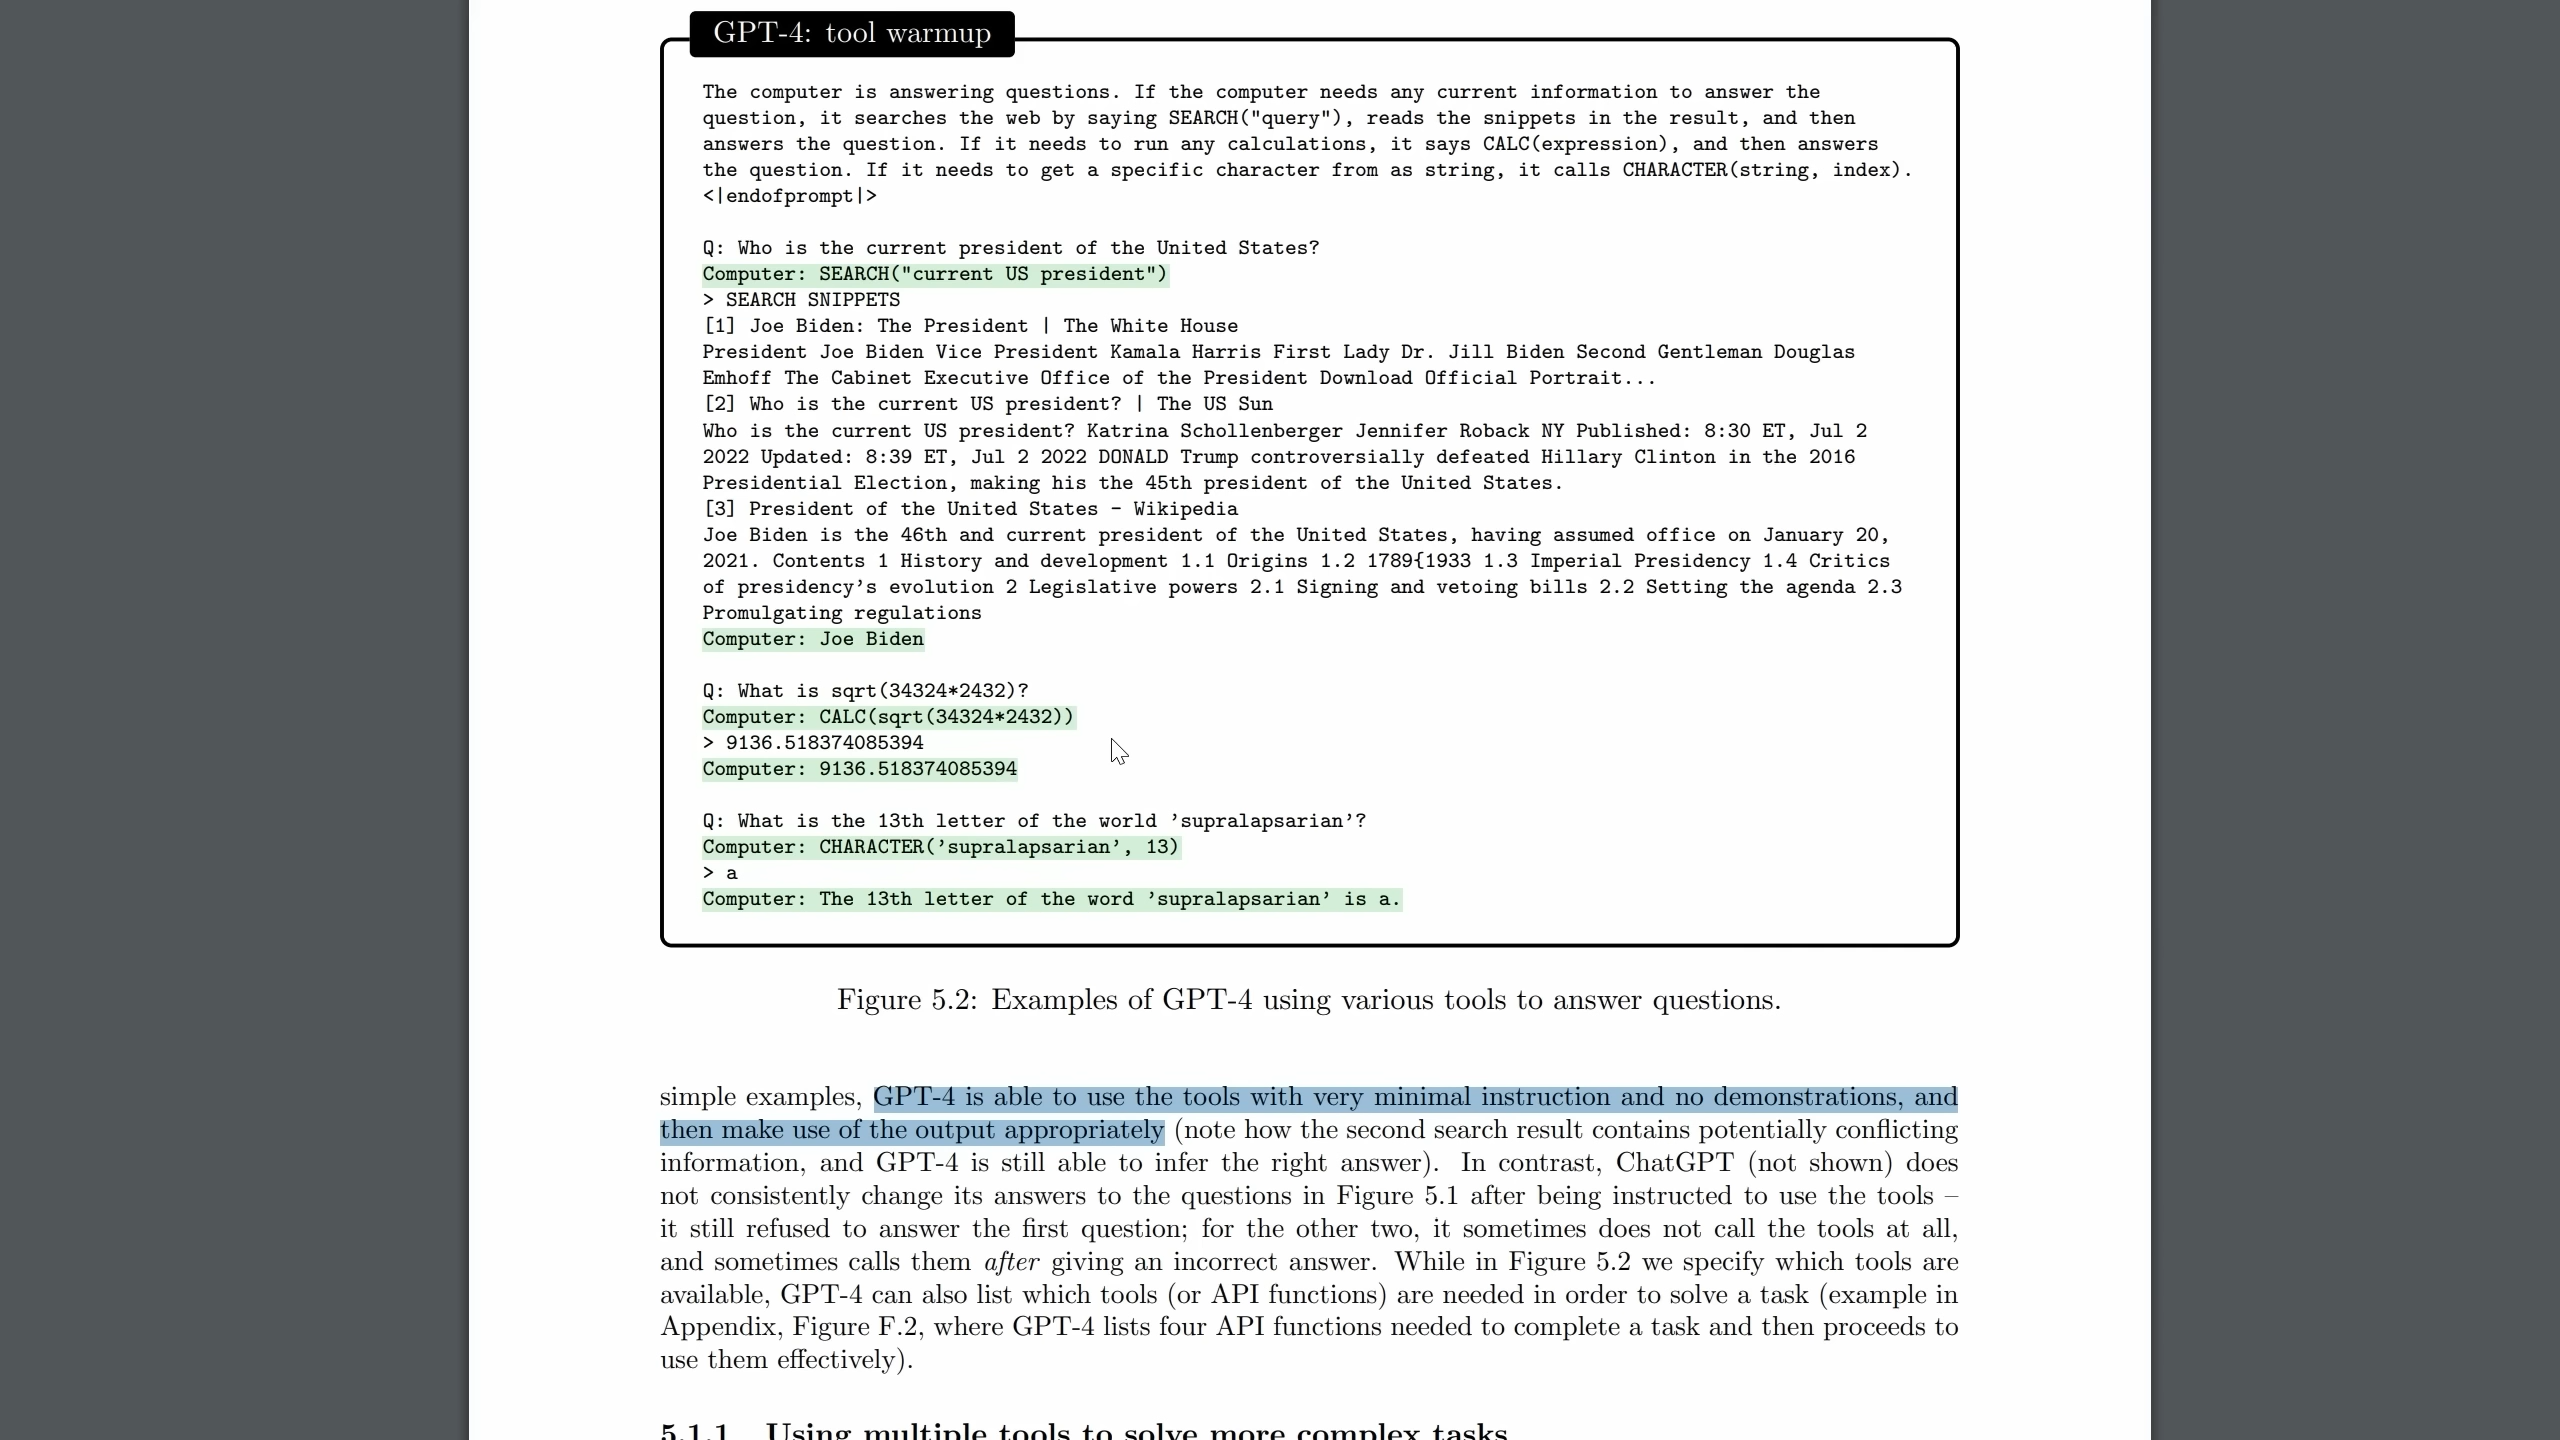 GPT-4: tool warmup
The computer is answering questions. If the computer needs any current information to answer the
question, it searches the web by saying SEARCH("query"), reads the snippets in the result, and then
answers the question. If it needs to run any calculations, it says CALC(expression), and then answers
the question. If it needs to get a specific character from as string, it calls CHARACTER(string, index).
<|endofprompt|>
Q: Who is the current president of the United States?
Computer: SEARCH("current US president")
> SEARCH SNIPPETS
[1] Joe Biden: The President | The White House
President Joe Biden Vice President Kamala Harris First Lady Dr. Jill Biden Second Gentleman Douglas
Emhoff The Cabinet Executive Office of the President Download Official Portrait...
[2] Who is the current US president? | The US Sun
Who is the current US president? Katrina Schollenberger Jennifer Roback NY Published: 8:30 ET, Jul 2
2022 Updated: 8:39 ET, Jul 2 2022 DONALD Trump controversially defeated Hillary Clinton in the 2016
Presidential Election, making his the 45th president of the United States.
[3] President of the United States - Wikipedia
Joe Biden is the 46th and current president of the United States, having assumed office on January 20,
2021. Contents 1 History and development 1.1 Origins 1.2 1789{1933 1.3 Imperial Presidency 1.4 Critics
of presidency’s evolution 2 Legislative powers 2.1 Signing and vetoing bills 2.2 Setting the agenda 2.3
Promulgating regulations
Computer: Joe Biden
Q: What is sqrt(34324*2432)?
Computer: CALC(sqrt(34324*2432))
> 9136.518374085394
Computer: 9136.518374085394
Q: What is the 13th letter of the world ’supralapsarian’?
Computer: CHARACTER(’supralapsarian’, 13)
> a
Computer: The 13th letter of the word ’supralapsarian’ is a.
Figure 5.2: Examples of GPT-4 using various tools to answer questions.
simple examples, GPT-4 is able to use the tools with very minimal instruction and no demonstrations, and
then make use of the output appropriately (note how the second search result contains potentially conflicting
information, and GPT-4 is still able to infer the right answer). In contrast, ChatGPT (not shown) does
not consistently change its answers to the questions in Figure 5.1 after being instructed to use the tools –
it still refused to answer the first question; for the other two, it sometimes does not call the tools at all,
and sometimes calls them after giving an incorrect answer. While in Figure 5.2 we specify which tools are
available, GPT-4 can also list which tools (or API functions) are needed in order to solve a task (example in
Appendix, Figure F.2, where GPT-4 lists four API functions needed to complete a task and then proceeds to
use them effectively).
5.1.1 Using multiple tools to solve more complex tasks